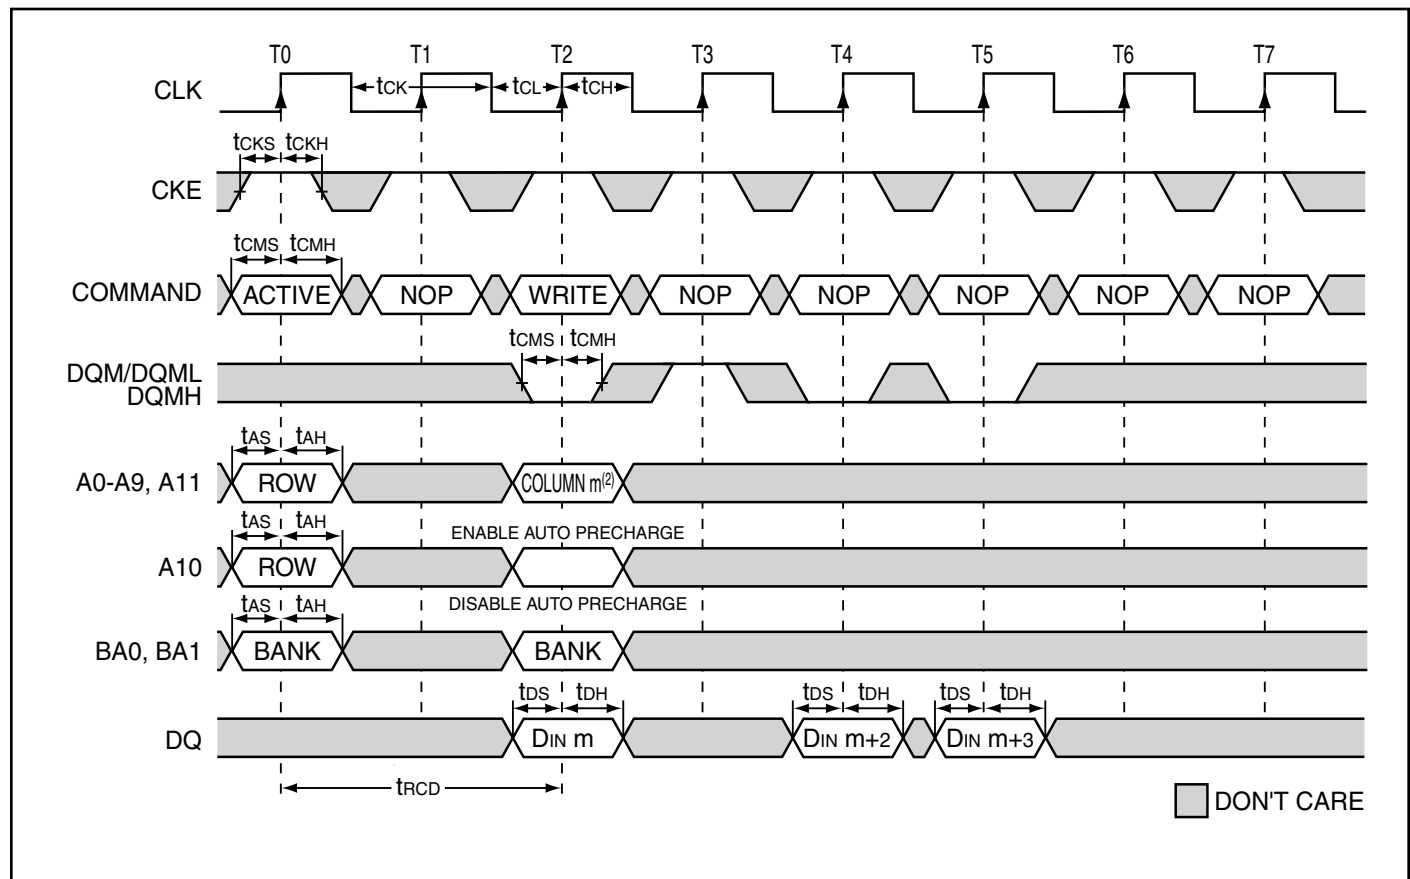 T0 T1 T2 T3 T4 T5 T6 T7
CLK tCK tCL tCH
tCKS tCKH
CKE
tCMS tCMH
COMMAND ACTIVE NOP WRITE NOP NOP NOP NOP NOP
tCMS tCMH
DQM/DQML
DQMH
tAS tAH
A0-A9, A11 ROW COLUMN m(2)
tAS tAH ENABLE AUTO PRECHARGE
A10 ROW
tAS tAH DISABLE AUTO PRECHARGE
BA0, BA1 BANK BANK
tDS tDH tDS tDH tDS tDH
DQ DIN m DIN m+2 DIN m+3
tRCD
DON'T CARE